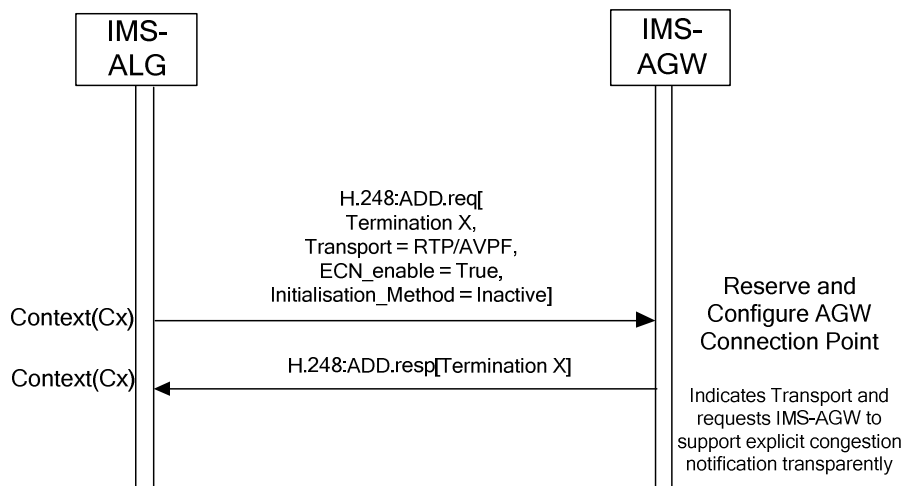 IMS-
ALG
IMS-
AGW
H.248:ADD.req[
Termination X,
Transport = RTP/AVPF,
ECN_enable = True,
Initialisation_Method = Inactive]
Context(Cx)
Reserve and
Configure AGW
Connection Point
H.248:ADD.resp[Termination X]
Context(Cx)
Indicates Transport and
requests IMS-AGW to
support explicit congestion
notification transparently